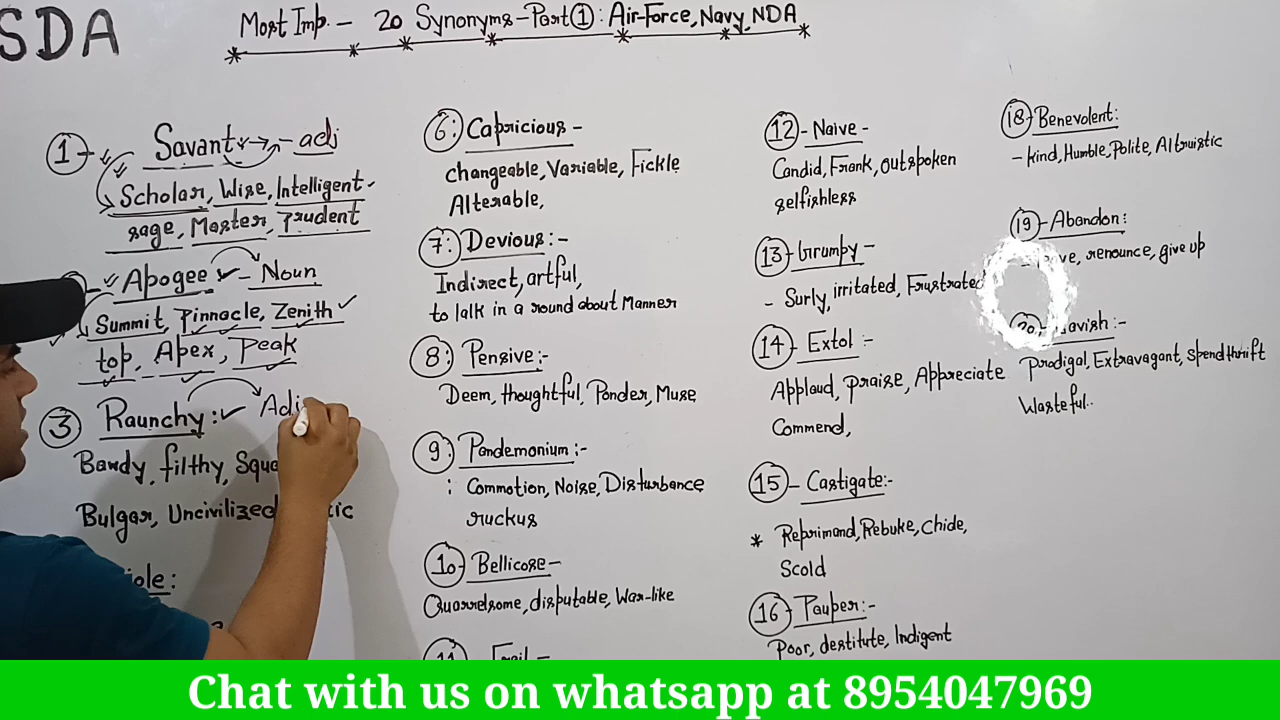 SDA
Most Imp. - 20 Synonyms - Part ① : Air-Force, Navy, NDA
1 - Savant - adj
Scholar, Wise, Intelligent -
sage, Master, Prudent
Apogee - Noun
Summit, Pinnacle, Zenith
top, Apex, Peak
3 Raunchy : Adj
Bawdy, filthy, Squa
Bulgar, Uncivilized
6: Capricious -
changeable, Variable, Fickle
Alterable,
7: Devious :-
Indirect, artful,
to lalk in a round about Manner
8: Pensive :-
Deem, thoughtful, Ponder, Muse
9: Pandemonium :-
: Commotion, Noise, Disturbance
ruckus
10 - Bellicose -
Quarrelsome, disputable, War-like
11 Frail -
12 - Naive -
Candid, Frank, outspoken
selfishless
13 - Grumpy -
- Surly, irritated, Frustrated
14 - Extol :-
Applaud, praise, Appreciate
Commend,
15 - Castigate :-
* Reprimand, Rebuke, Chide,
Scold
16 - Pauper :-
Poor, destitute, Indigent
18 - Benevolent :
- kind, Humble, Polite, Altruistic
19 - Abandon :
renounce, give up
20 - Lavish :-
Prodigal, Extravagant, Spendthrift
Wasteful..
Chat with us on whatsapp at 8954047969